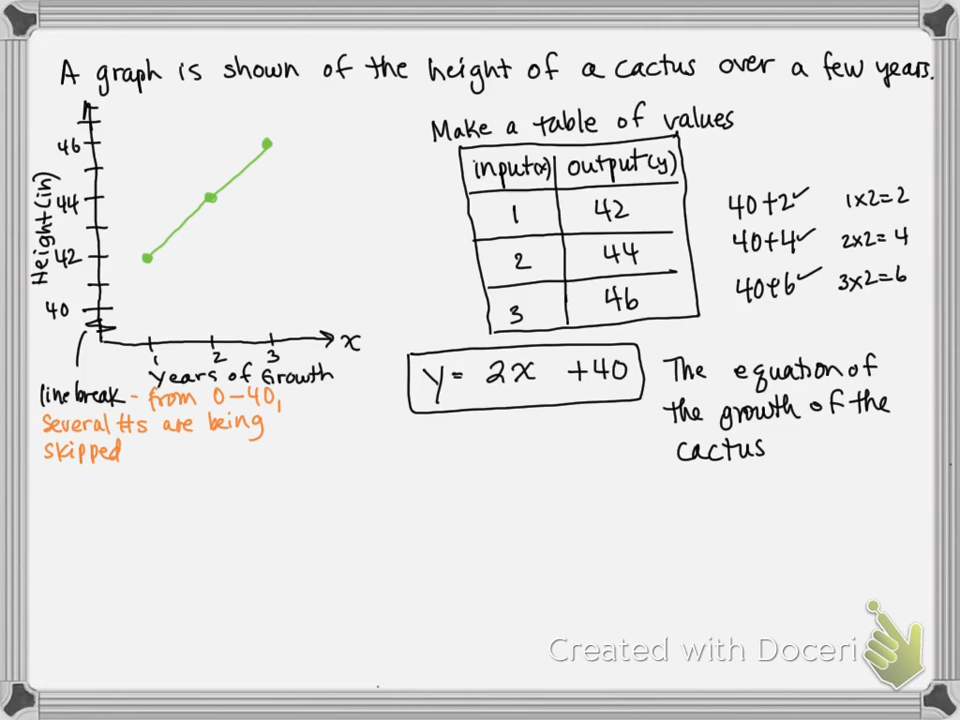 A graph is shown of the height of a cactus over a few years.
Height (in)
46
44
42
40
1 2 3
x
Years of Growth
line break - from 0-40,
Several #s are being
skipped
Make a table of values
input(x) output(y)
1 42
2 44
3 46
40+2 ✓ 1x2=2
40+4 ✓ 2x2=4
40+6 ✓ 3x2=6
y= 2x +40
The equation of
the growth of the
cactus
Created with Doceri